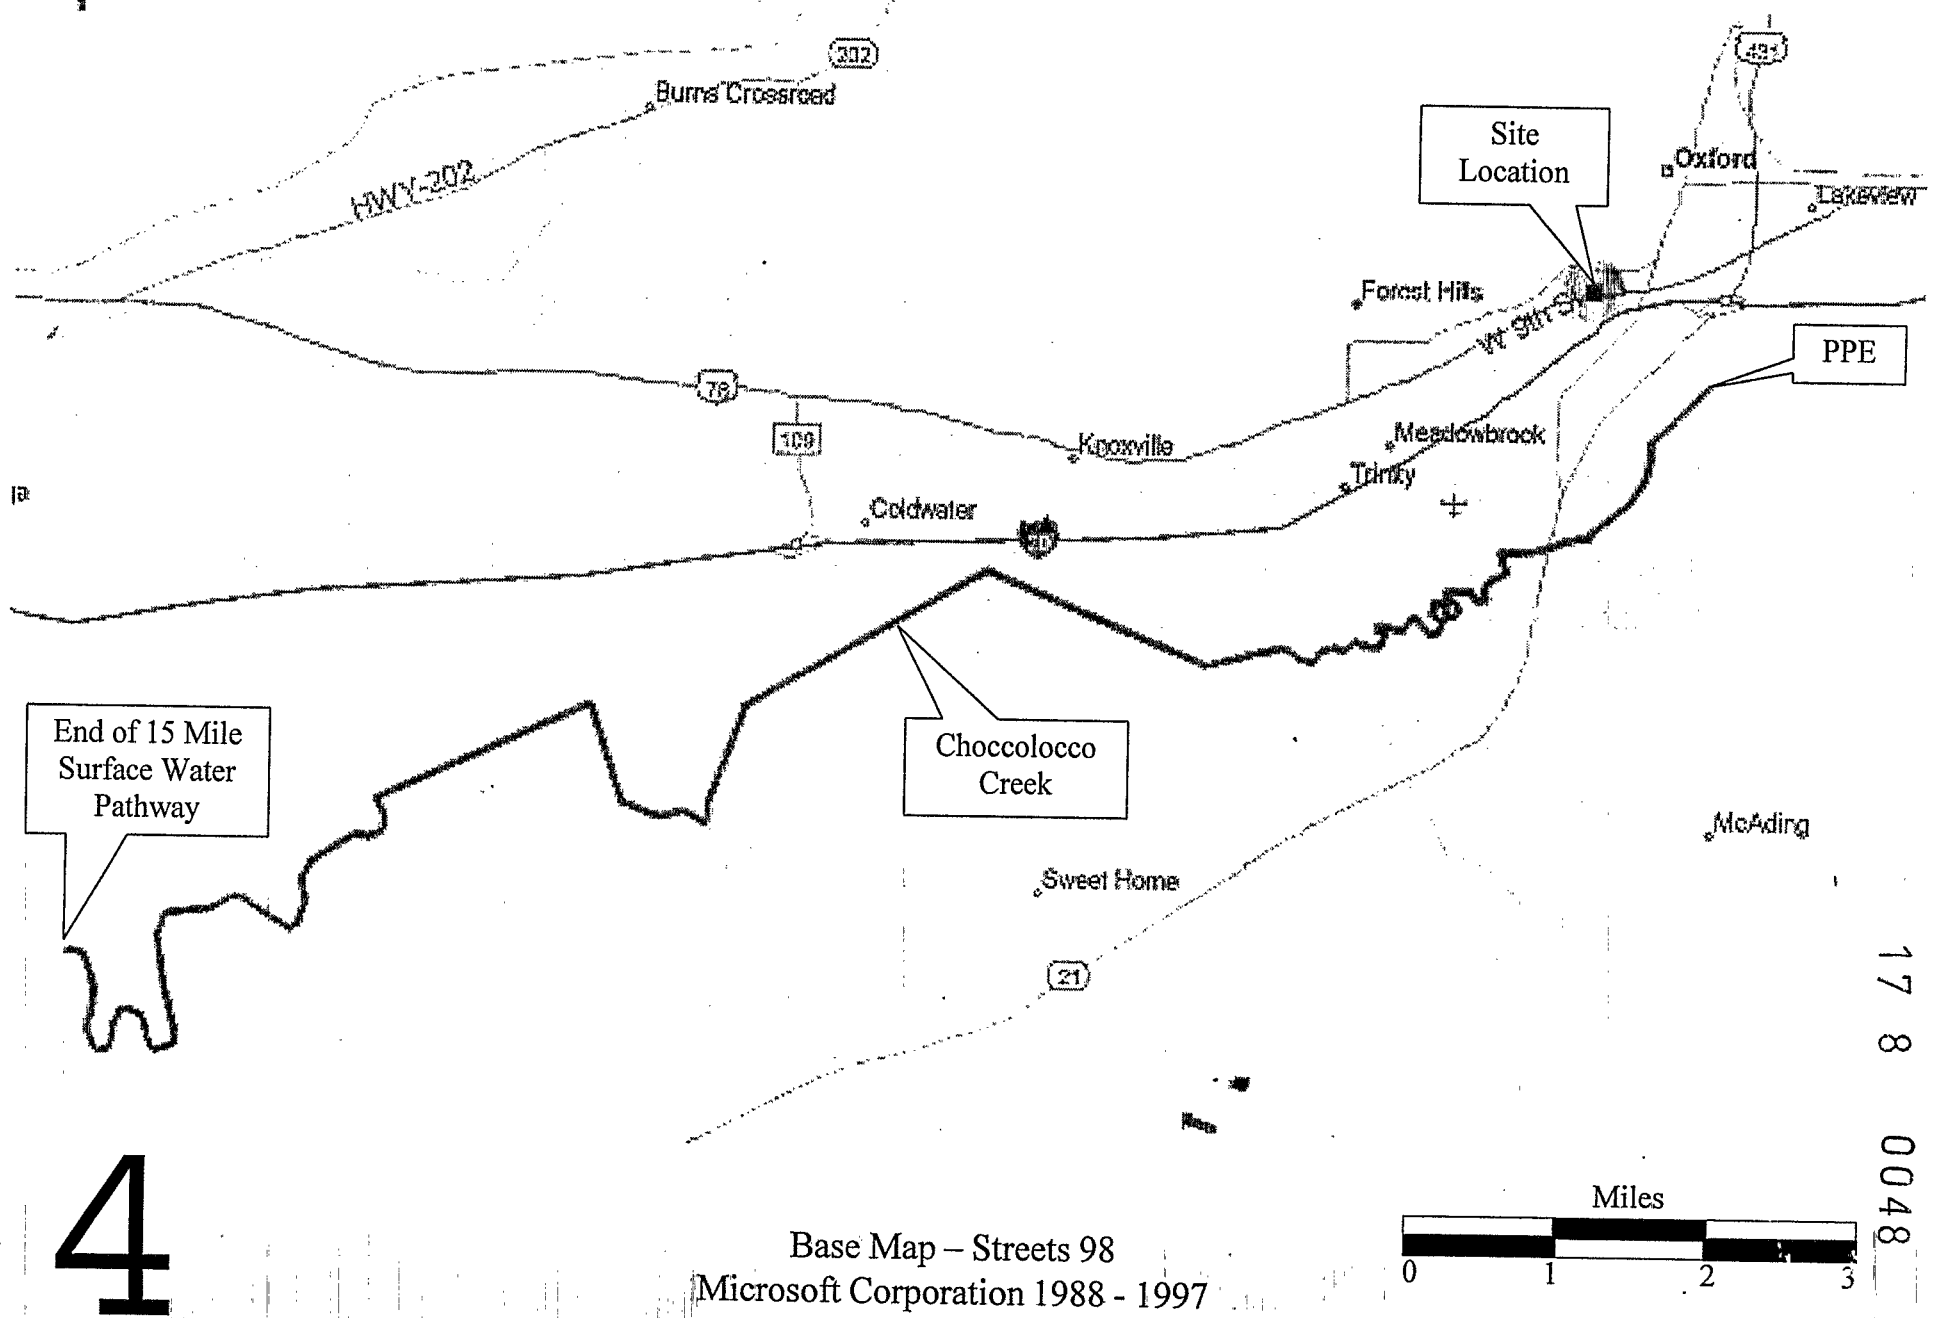 202
431
Burns Crossroad
Site
Location
Oxford
HWY-202
Lakeview
Forest Hills
W 9th St
PPE
78
109
Knoxville
Meadowbrook
Trinity
Coldwater
End of 15 Mile
Surface Water
Pathway
Choccolocco
Creek
McAding
Sweet Home
21
17 8 0048
4
Miles
0 1 2 3
Base Map – Streets 98
Microsoft Corporation 1988 - 1997